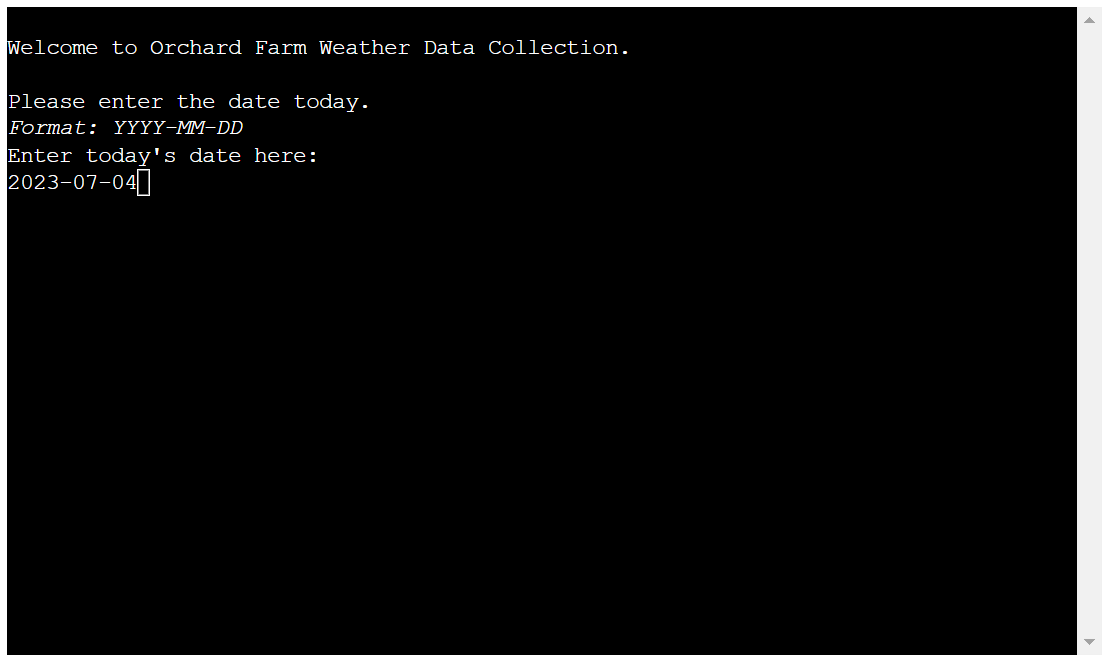 Welcome to Orchard Farm Weather Data Collection.
Please enter the date today.
Format: YYYY-MM-DD
Enter today's date here:
2023-07-04